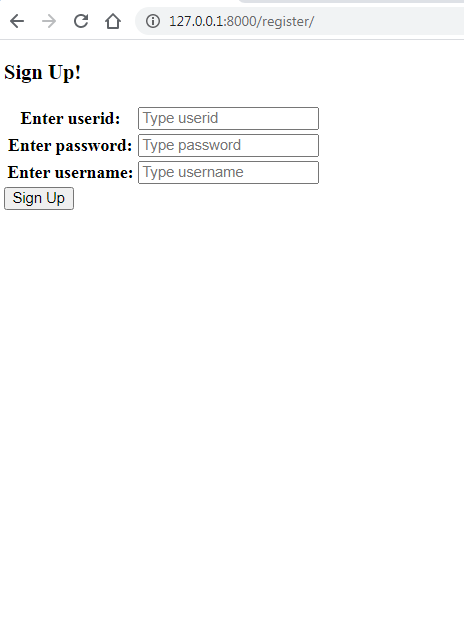 127.0.0.1:8000/register/
Sign Up!
Enter userid: Type userid
Enter password: Type password
Enter username: Type username
Sign Up